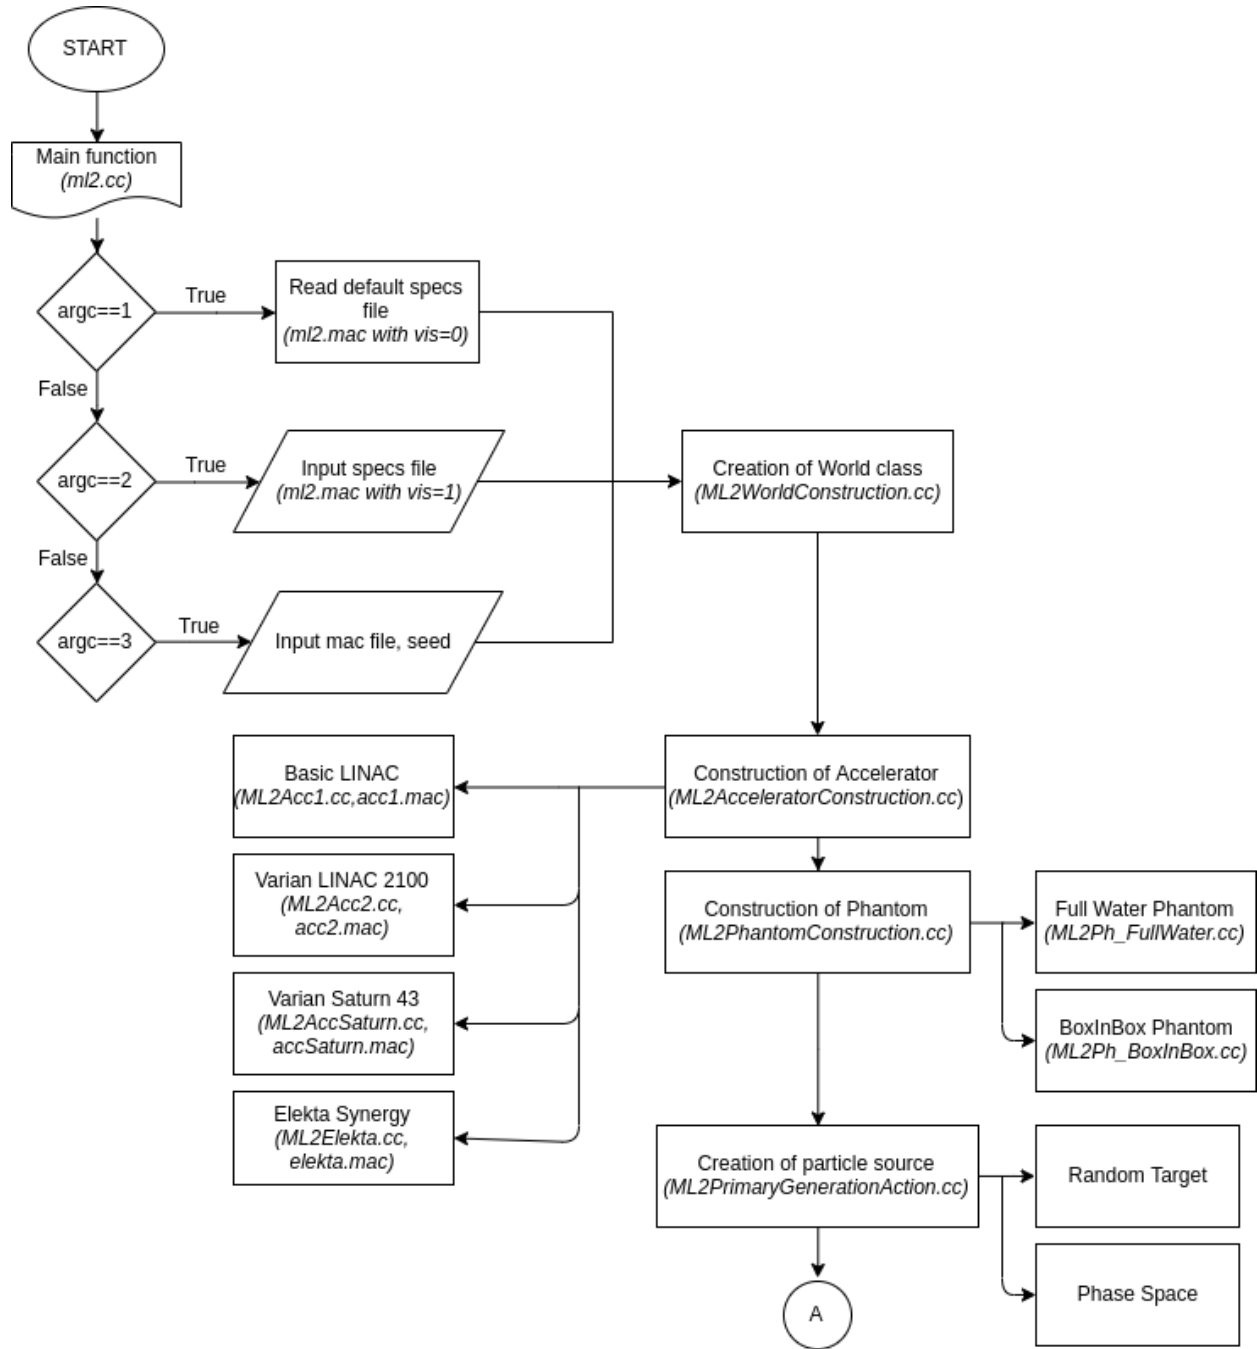 START
Main function
(ml2.cc)
argc==1
True
Read default specs
file
(ml2.mac with vis=0)
False
argc==2
True
Input specs file
(ml2.mac with vis=1)
Creation of World class
(ML2WorldConstruction.cc)
False
argc==3
True
Input mac file, seed
Basic LINAC
(ML2Acc1.cc,acc1.mac)
Construction of Accelerator
(ML2AcceleratorConstruction.cc)
Varian LINAC 2100
(ML2Acc2.cc,
acc2.mac)
Construction of Phantom
(ML2PhantomConstruction.cc)
Full Water Phantom
(ML2Ph_FullWater.cc)
Varian Saturn 43
(ML2AccSaturn.cc,
accSaturn.mac)
BoxInBox Phantom
(ML2Ph_BoxInBox.cc)
Elekta Synergy
(ML2Elekta.cc,
elekta.mac)
Creation of particle source
(ML2PrimaryGenerationAction.cc)
Random Target
Phase Space
A